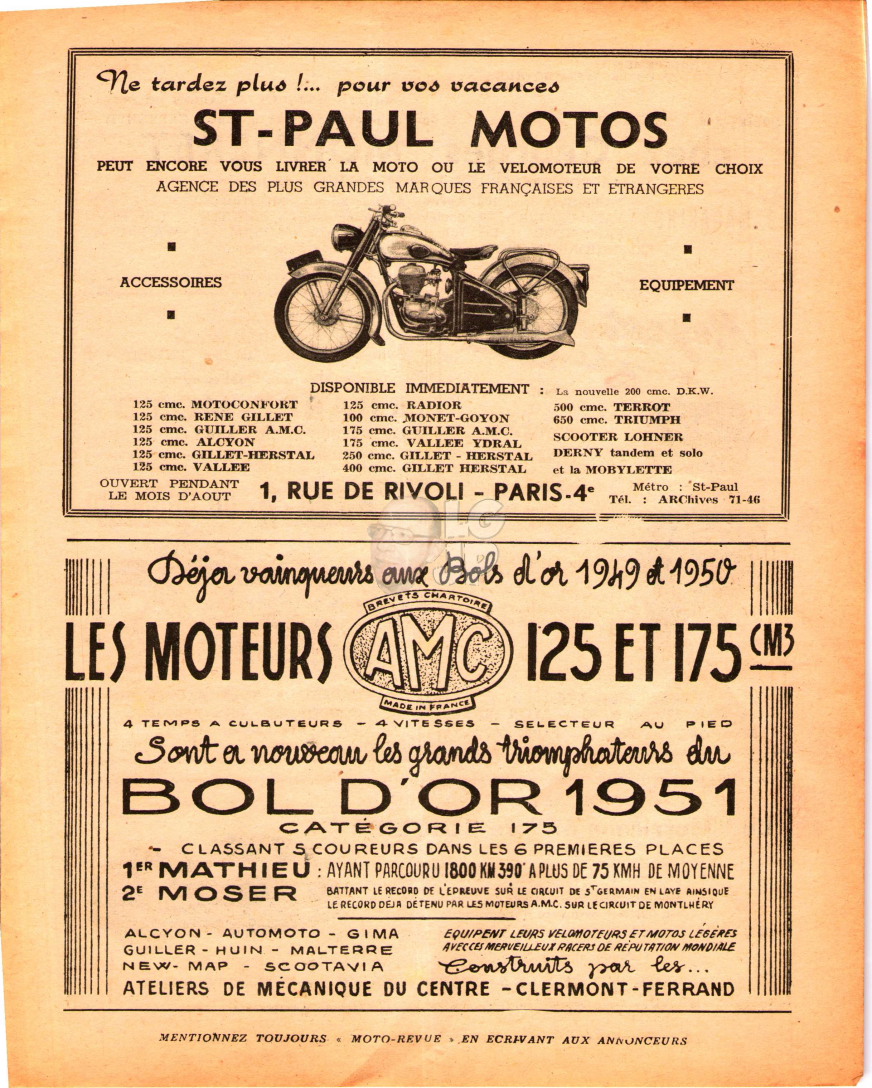 Ne tardez plus !... pour vos vacances
ST-PAUL MOTOS
PEUT ENCORE VOUS LIVRER LA MOTO OU LE VELOMOTEUR DE VOTRE CHOIX
AGENCE DES PLUS GRANDES MARQUES FRANÇAISES ET ETRANGERES
ACCESSOIRES
EQUIPEMENT
DISPONIBLE IMMEDIATEMENT : La nouvelle 200 cmc. D.K.W.
125 cmc. MOTOCONFORT
125 cmc. RENE GILLET
125 cmc. GUILLER A.M.C.
125 cmc. ALCYON
125 cmc. GILLET-HERSTAL
125 cmc. VALLEE
125 cmc. RADIOR
100 cmc. MONET-GOYON
175 cmc. GUILLER A.M.C.
175 cmc. VALLEE YDRAL
250 cmc. GILLET - HERSTAL
400 cmc. GILLET HERSTAL
500 cmc. TERROT
650 cmc. TRIUMPH
SCOOTER LOHNER
DERNY tandem et solo
et la MOBYLETTE
OUVERT PENDANT
LE MOIS D'AOUT
1, RUE DE RIVOLI - PARIS-4e
Métro : St-Paul
Tél. : ARChives 71-46
Déja vainqueurs aux Bols d'or 1949 et 1950
BREVETS CHARTOIRE
LES MOTEURS AMC 125 ET 175 CM3
MADE IN FRANCE
4 TEMPS A CULBUTEURS - 4 VITESSES - SELECTEUR AU PIED
Sont a nouveau les grands triomphateurs du
BOL D'OR 1951
CATÉGORIE 175
- CLASSANT 5 COUREURS DANS LES 6 PREMIERES PLACES
1ER MATHIEU : AYANT PARCOURU 1800 KM 390 A PLUS DE 75 KMH DE MOYENNE
2E MOSER
BATTANT LE RECORD DE L'EPREUVE SUR LE CIRCUIT DE ST GERMAIN EN LAYE AINSI QUE
LE RECORD DEJA DÉTENU PAR LES MOTEURS A.M.C. SUR LE CIRCUIT DE MONTLHÉRY
ALCYON - AUTOMOTO - GIMA
GUILLER - HUIN - MALTERRE
NEW-MAP - SCOOTAVIA
EQUIPENT LEURS VELOMOTEURS ET MOTOS LÉGÈRES
AVEC CES MERVEILLEUX RACERS DE RÉPUTATION MONDIALE
Construits par les...
ATELIERS DE MÉCANIQUE DU CENTRE - CLERMONT-FERRAND
MENTIONNEZ TOUJOURS « MOTO-REVUE » EN ECRIVANT AUX ANNONCEURS